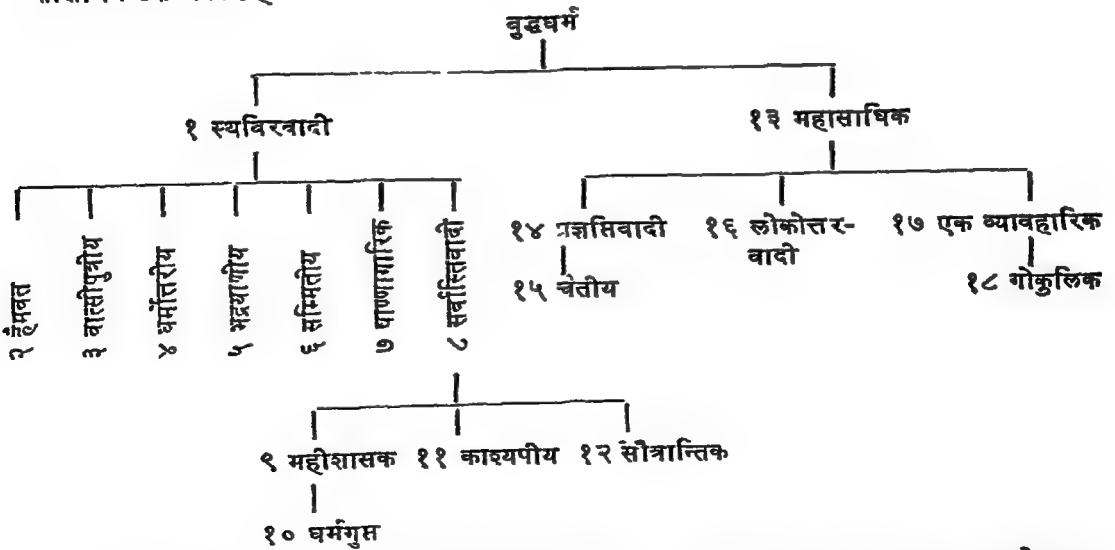 बुद्धधर्म
१ स्थविरवादी
१३ महासाघिक
२ हैमवत
३ वात्सीपुत्रीय
४ धर्मोत्तरीय
५ भद्रयाणीय
६ सम्मितीय
७ षाण्णागारिक
८ सर्वास्तिवादी
१४ प्रज्ञप्तिवादी
१६ लोकोत्तर-
वादो
१७ एक व्यावहारिक
१५ चेतीय
१८ गोकुलिक
९ महीशासक ११ काश्यपीय १२ सौत्रान्तिक
१० धर्मगुप्त